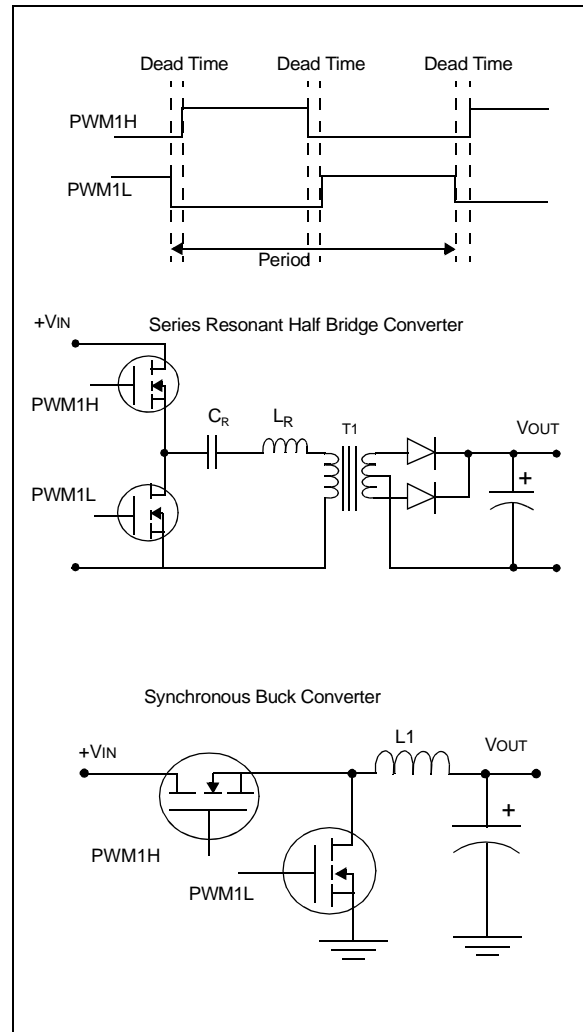 Dead Time Dead Time Dead Time
PWM1H
PWM1L
Period
Series Resonant Half Bridge Converter
+VIN
PWM1H
CR LR T1 VOUT
+
PWM1L
Synchronous Buck Converter
+VIN L1 VOUT
+
PWM1H
PWM1L